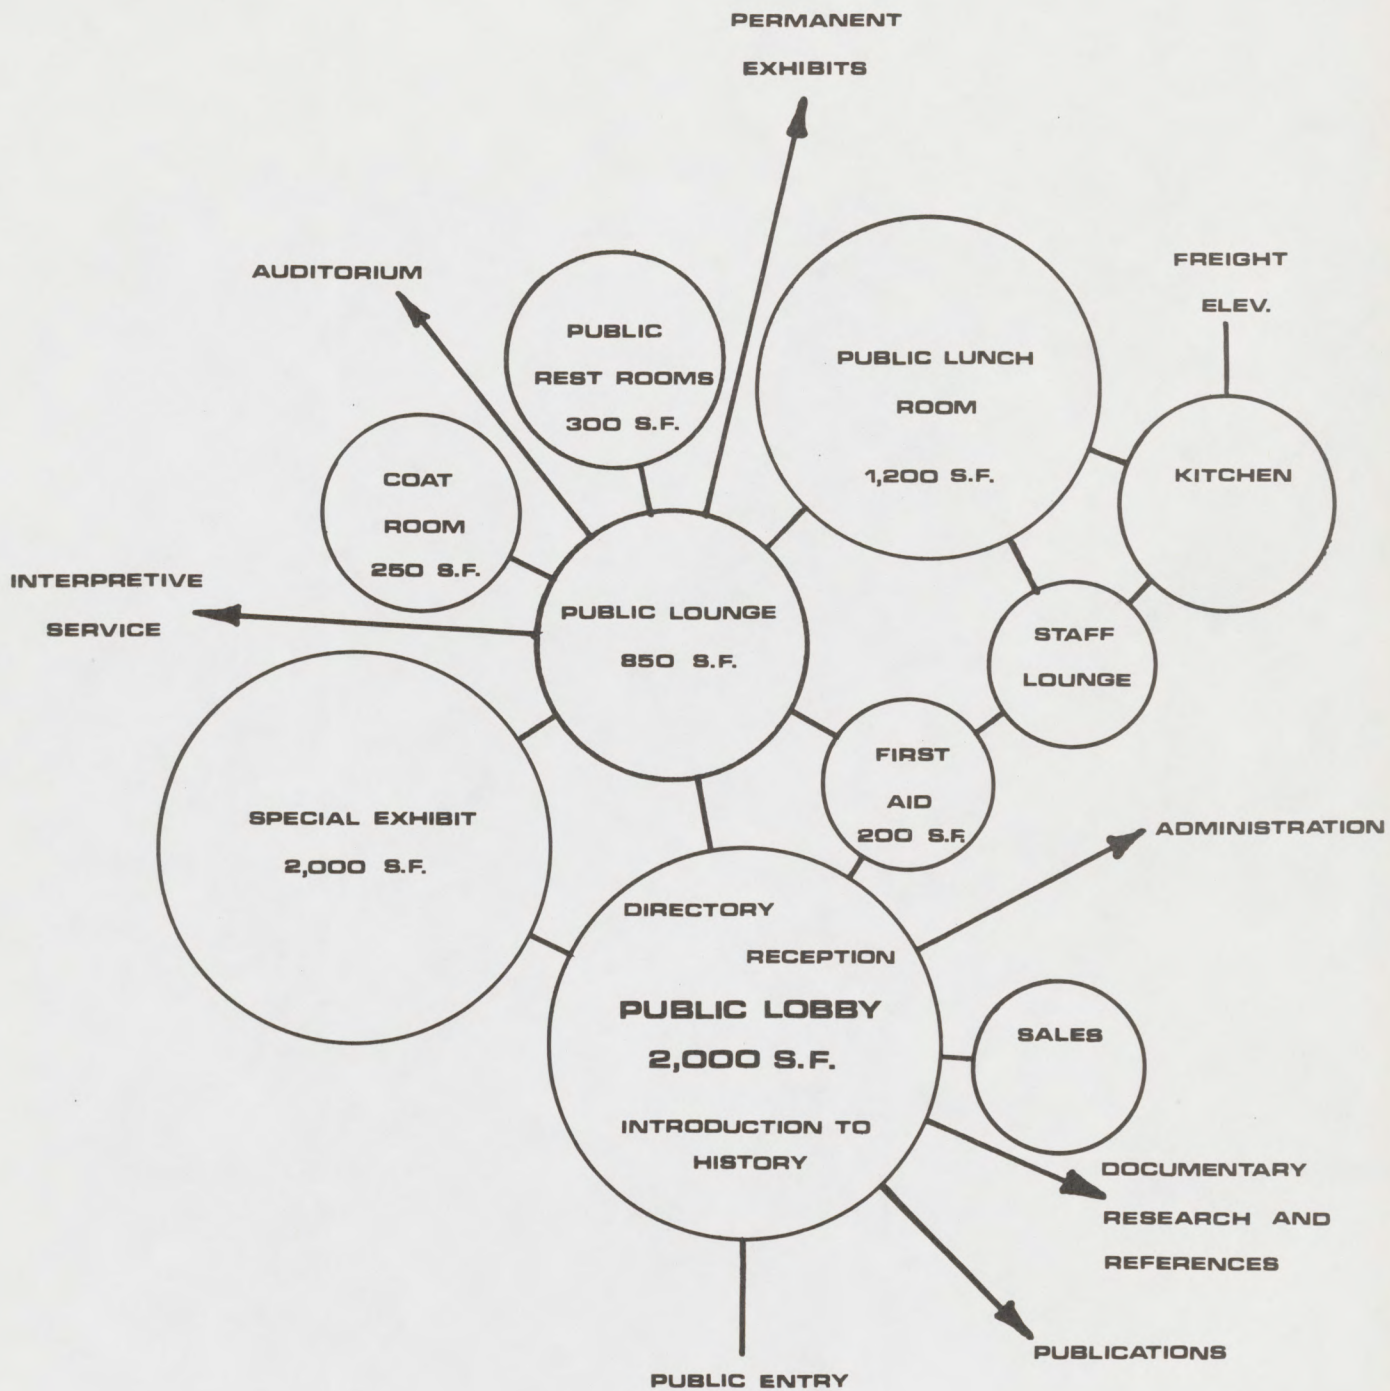 PERMANENT
EXHIBITS
AUDITORIUM
FREIGHT
ELEV.
PUBLIC
REST ROOMS
300 S.F.
PUBLIC LUNCH
ROOM
1,200 S.F.
COAT
ROOM
250 S.F.
KITCHEN
INTERPRETIVE
SERVICE
PUBLIC LOUNGE
850 S.F.
STAFF
LOUNGE
FIRST
AID
200 S.F.
SPECIAL EXHIBIT
2,000 S.F.
ADMINISTRATION
DIRECTORY
RECEPTION
PUBLIC LOBBY
2,000 S.F.
INTRODUCTION TO
HISTORY
SALES
DOCUMENTARY
RESEARCH AND
REFERENCES
PUBLICATIONS
PUBLIC ENTRY